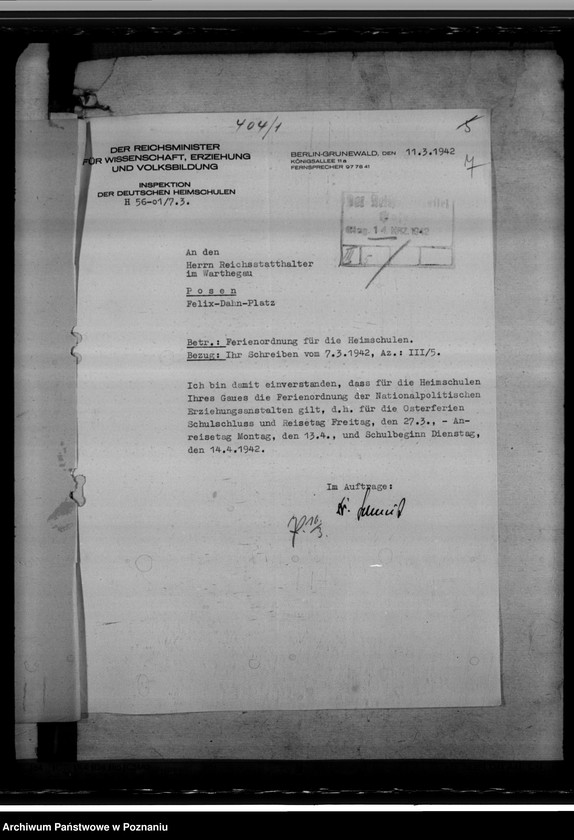 404/1
5
DER REICHSMINISTER
FÜR WISSENSCHAFT, ERZIEHUNG
UND VOLKSBILDUNG
INSPEKTION
DER DEUTSCHEN HEIMSCHULEN
H 56-01/7.3.
BERLIN-GRUNEWALD, DEN 11.3.1942
KÖNIGSALLEE 11a
FERNSPRECHER 97 78 41
An den
Herrn Reichsstatthalter
im Warthegau
P o s e n
Felix-Dahn-Platz
Betr.: Ferienordnung für die Heimschulen.
Bezug: Ihr Schreiben vom 7.3.1942, Az.: III/5.
Ich bin damit einverstanden, dass für die Heimschulen
Ihres Gaues die Ferienordnung der Nationalpolitischen
Erziehungsanstalten gilt, d.h. für die Osterferien
Schulschluss und Reisetag Freitag, den 27.3., - An-
reisetag Montag, den 13.4., und Schulbeginn Dienstag,
den 14.4.1942.
Im Auftrage:
Archiwum Państwowe w Poznaniu